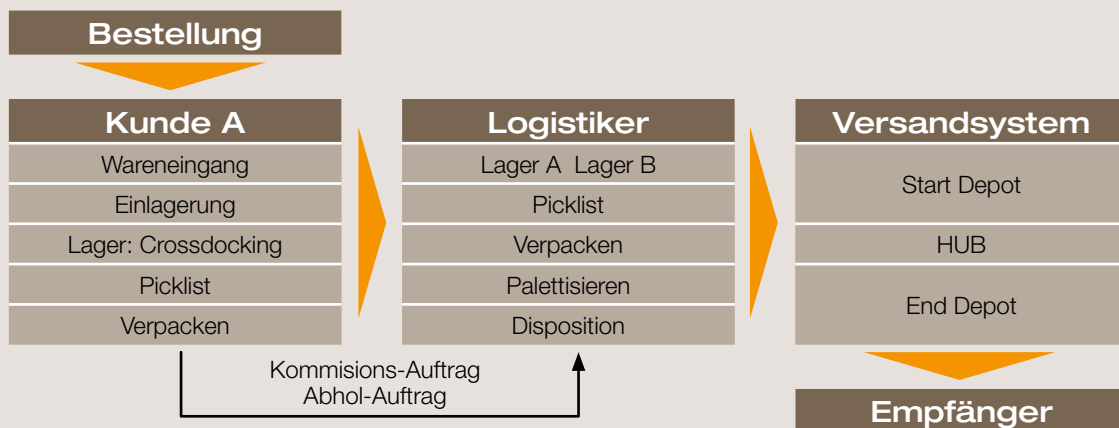 Bestellung
Kunde A
Wareneingang
Einlagerung
Lager: Crossdocking
Picklist
Verpacken
Logistiker
Lager A  Lager B
Picklist
Verpacken
Palettisieren
Disposition
Versandsystem
Start Depot
HUB
End Depot
Kommisions-Auftrag
Abhol-Auftrag
Empfänger